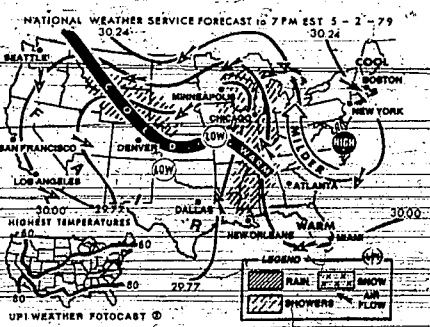 NATIONAL WEATHER SERVICE FORECAST to 7 PM EST 5 - 2 - 79
30.24
30.24
SEATTLE
COOL
BOSTON
MINNEAPOLIS
NEW YORK
CHICAGO
COLD
LOW
WARM
MILDER
HIGH
F
A
I
R
SAN FRANCISCO
DENVER
LOW
LOS ANGELES
ATLANTA
30.00
29.77
DALLAS
30.00
HIGHEST TEMPERATURES
NEW ORLEANS
WARM
MIAMI
60
60
29.77
LEGEND
RAIN
SNOW
SHOWERS
AIR FLOW
80
80
UPI WEATHER FOTOCAST ®